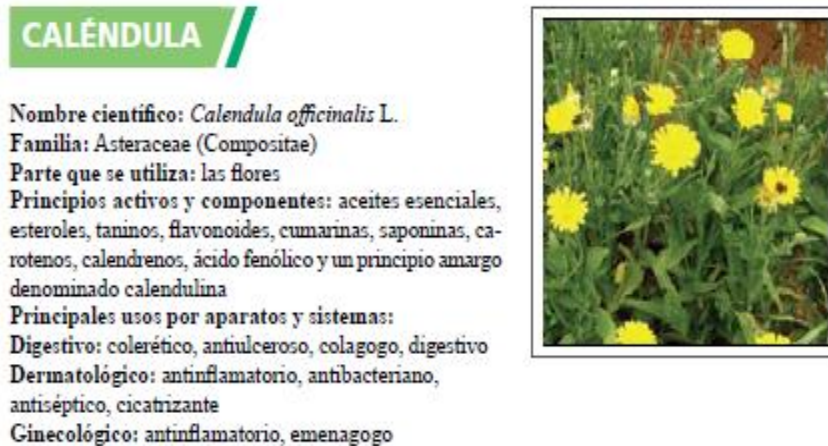 CALÉNDULA
Nombre científico: Calendula officinalis L.
Familia: Asteraceae (Compositae)
Parte que se utiliza: las flores
Principios activos y componentes: aceites esenciales,
esteroles, taninos, flavonoides, cumarinas, saponinas, ca-
rotenos, calendrenos, ácido fenólico y un principio amargo
denominado calendulina
Principales usos por aparatos y sistemas:
Digestivo: colerético, antiulceroso, colagogo, digestivo
Dermatológico: antinflamatorio, antibacteriano,
antiséptico, cicatrizante
Ginecológico: antinflamatorio, emenagogo